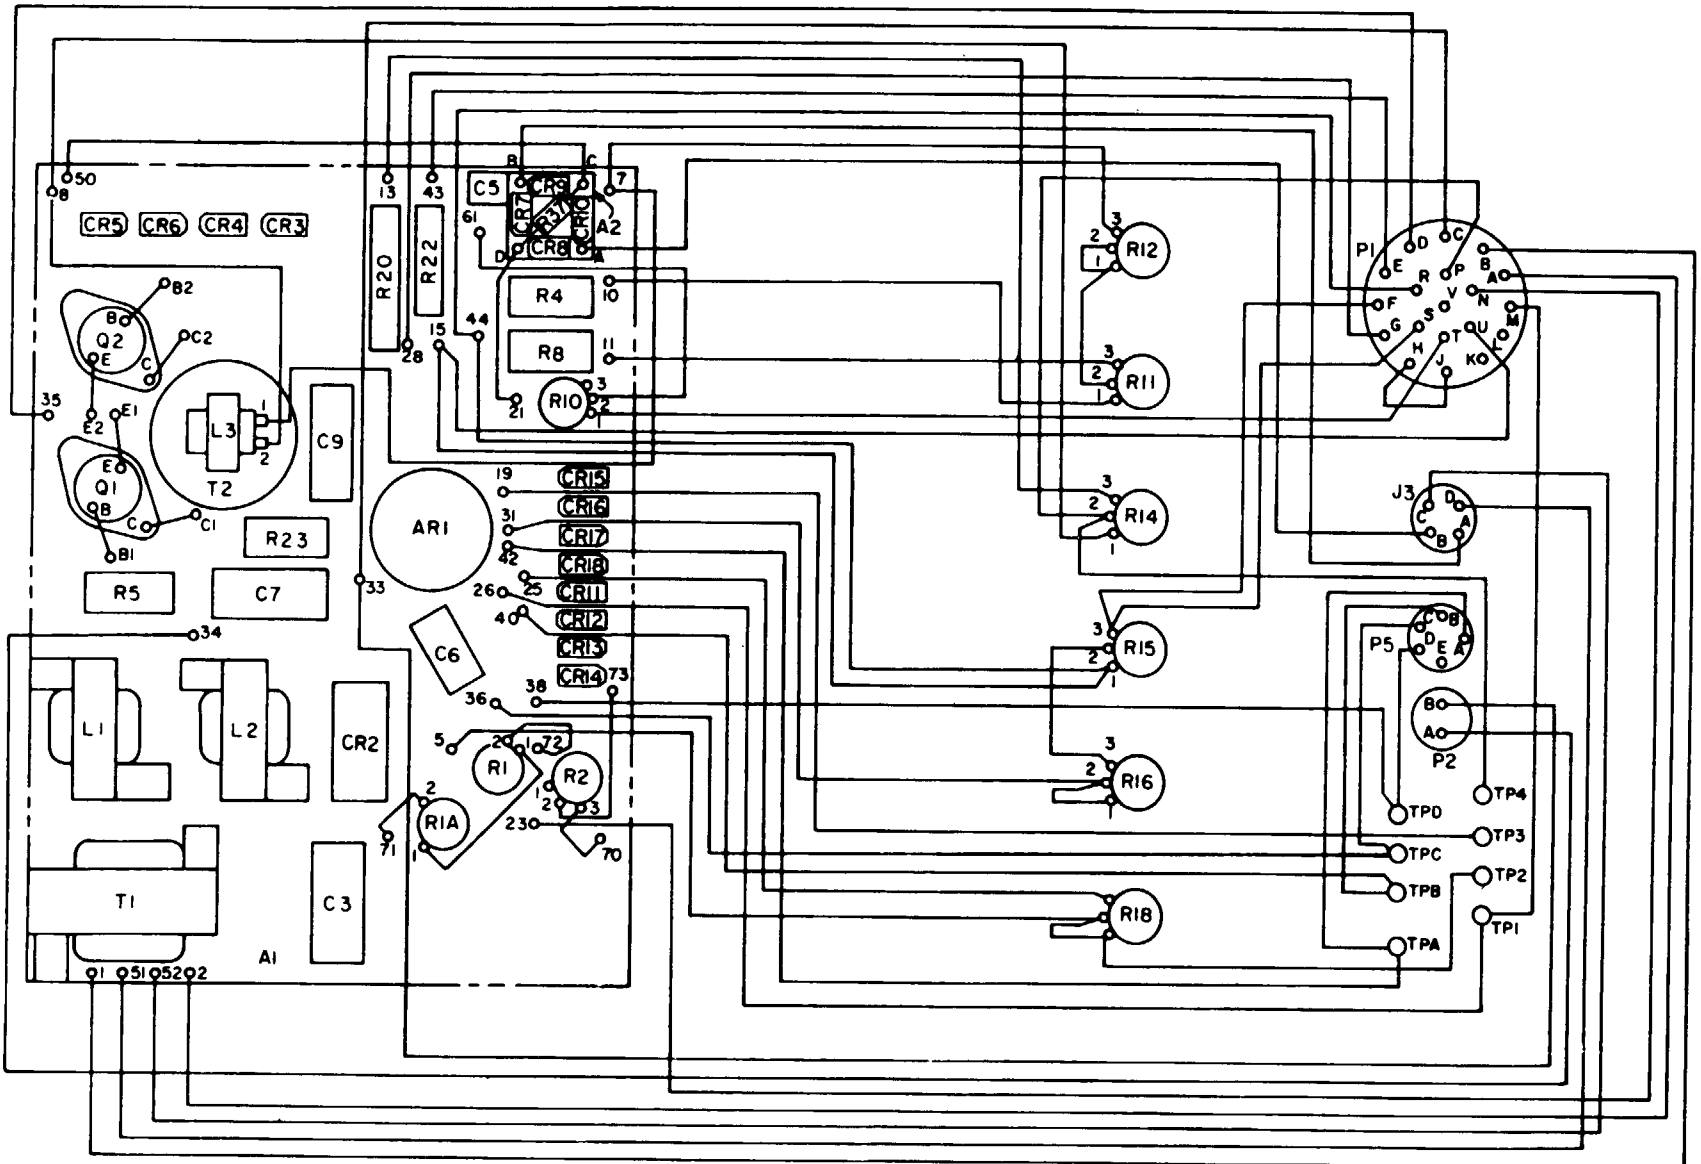 50
8
13
43
B
C
7
C5
CR9
CR7
R37
CR10
A2
CR8
D
A
61
CR5
CR6
CR4
CR3
R20
R22
R4
10
B2
B
Q2
E
C
C2
28
15
44
R8
11
35
E2
E1
L3
1
2
T2
C9
21
R10
3
2
1
E
Q1
B
C
C1
B1
R23
R5
C7
AR1
19
31
42
25
26
4
33
34
CR15
CR16
CR17
CR18
CR11
CR12
CR13
CR14
73
C6
36
38
L1
L2
CR2
5
2
1
72
R1
R2
1
2
3
2
R1A
1
71
23
70
T1
C3
A1
1
51
52
2
3
2
1
R12
3
2
1
R11
3
2
1
R14
3
2
1
R15
3
2
1
R16
R18
P1
D
C
B
A
E
P
R
V
N
F
S
M
G
T
U
L
H
J
K
J3
D
C
A
B
P5
C
B
D
E
A
B
A
P2
TP4
TPD
TP3
TPC
TP2
TPB
TP1
TPA